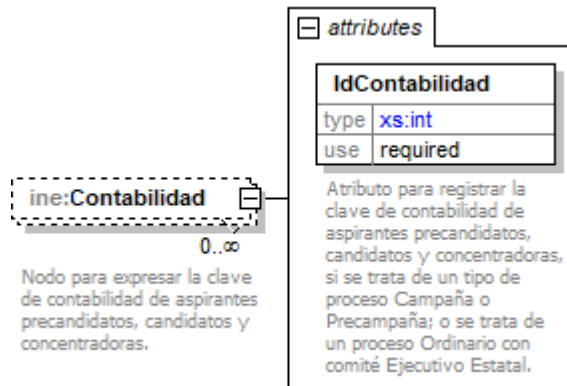 attributes
IdContabilidad
type xs:int
use required
Atributo para registrar la
clave de contabilidad de
aspirantes precandidatos,
candidatos y concentradoras,
si se trata de un tipo de
proceso Campaña o
Precampaña; o se trata de
un proceso Ordinario con
comité Ejecutivo Estatal.
ine:Contabilidad
0..∞
Nodo para expresar la clave
de contabilidad de aspirantes
precandidatos, candidatos y
concentradoras.